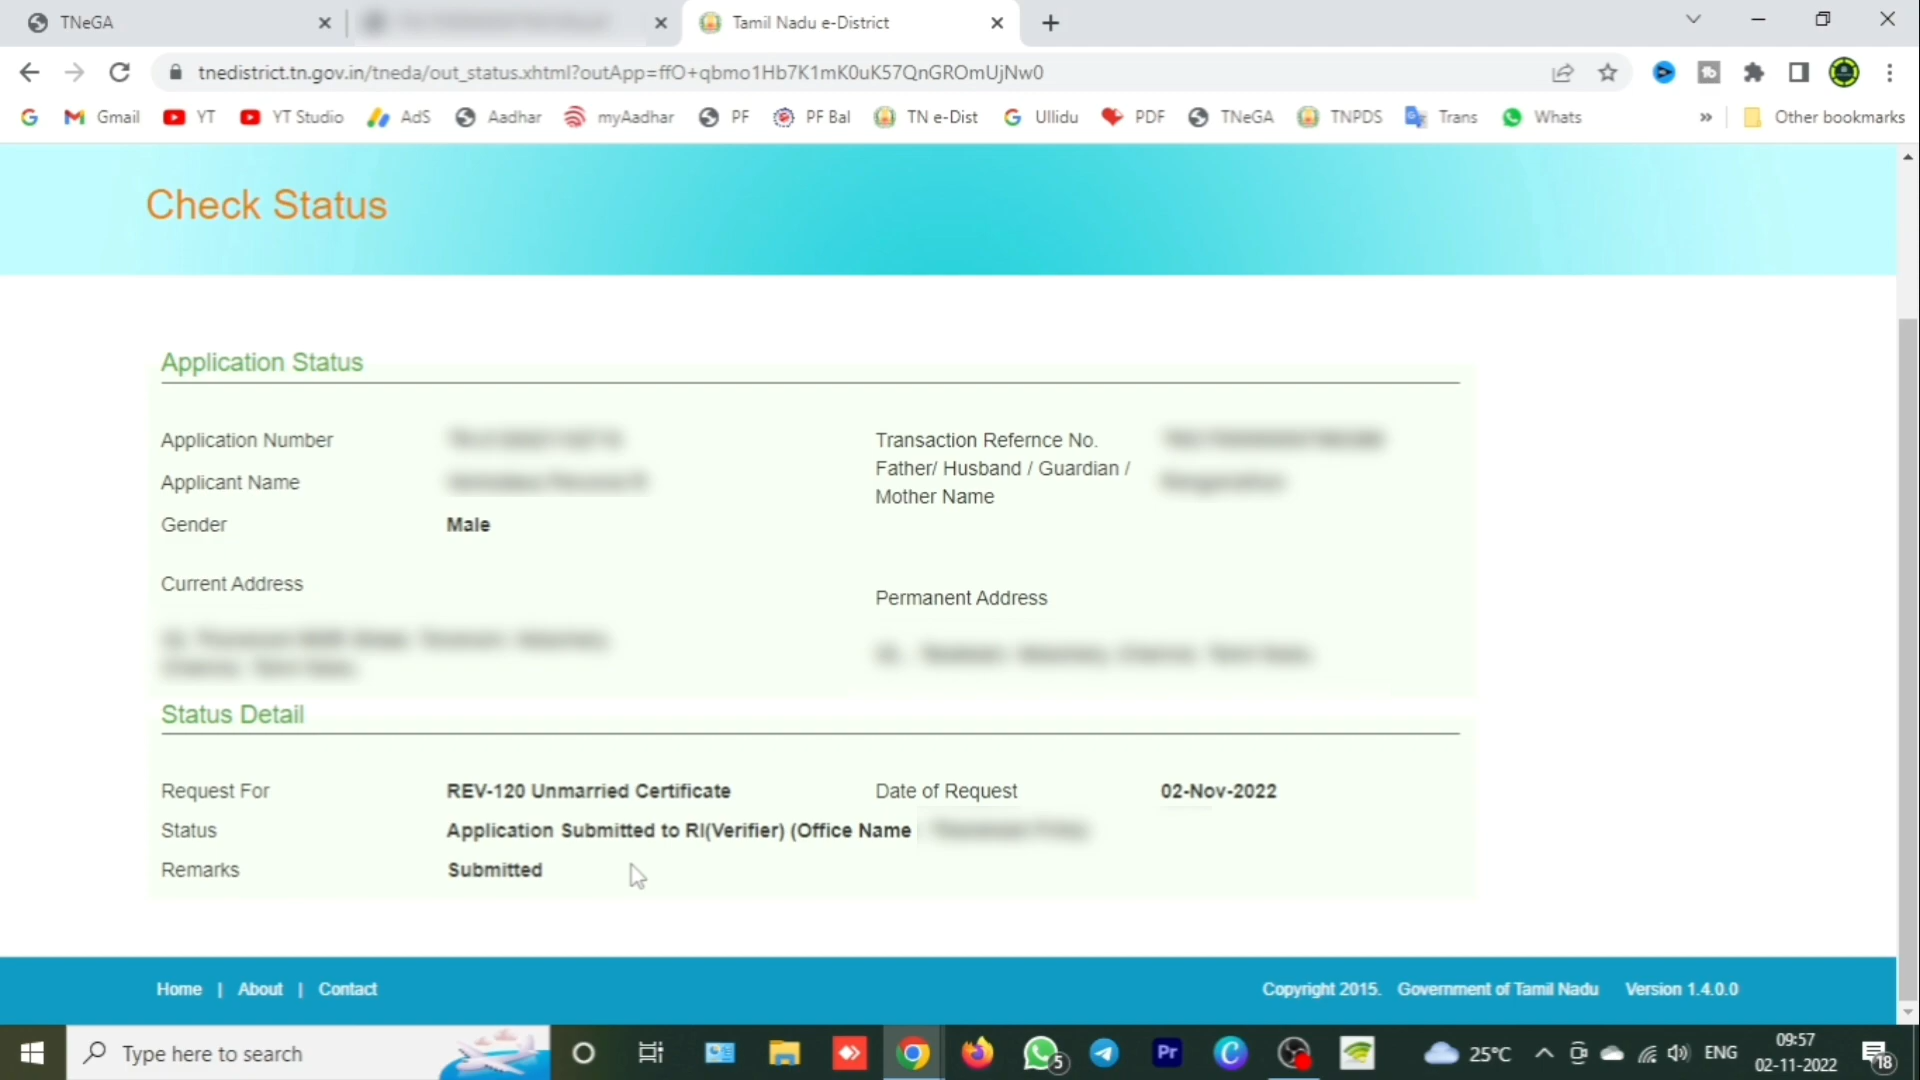 TNeGA
Tamil Nadu e-District
tnedistrict.tn.gov.in/tneda/out_status.xhtml?outApp=ffO+qbmo1Hb7K1mK0uK57QnGROmUjNw0
Gmail YT YT Studio AdS Aadhar myAadhar PF PF Bal TN e-Dist Ullidu PDF TNeGA TNPDS Trans Whats » Other bookmarks
Check Status
Application Status
Application Number
Transaction Refernce No.
Applicant Name
Father/ Husband / Guardian /
Mother Name
Gender Male
Current Address
Permanent Address
Status Detail
Request For REV-120 Unmarried Certificate Date of Request 02-Nov-2022
Status Application Submitted to RI(Verifier) (Office Name
Remarks Submitted
Home | About | Contact Copyright 2015. Government of Tamil Nadu Version 1.4.0.0
Type here to search
5
Pr
25°C
ENG
09:57
02-11-2022
18